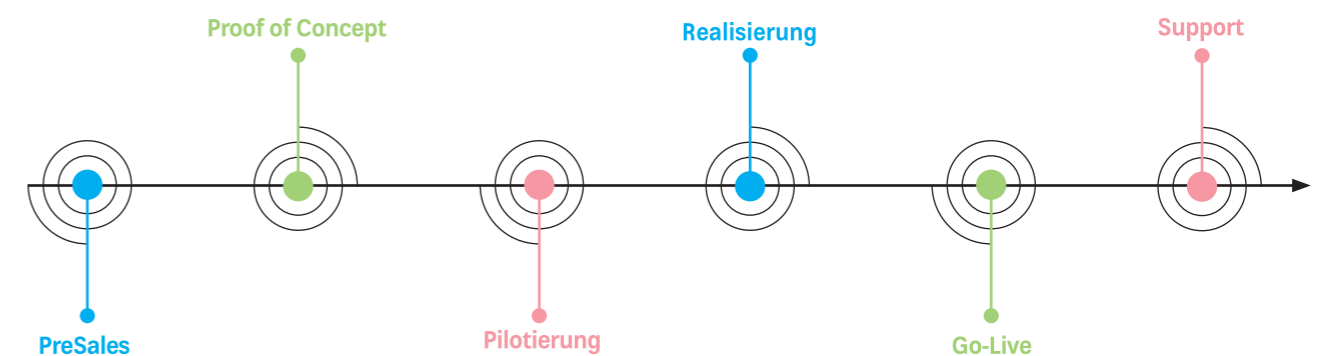 Proof of Concept
Realisierung
Support
PreSales
Pilotierung
Go-Live